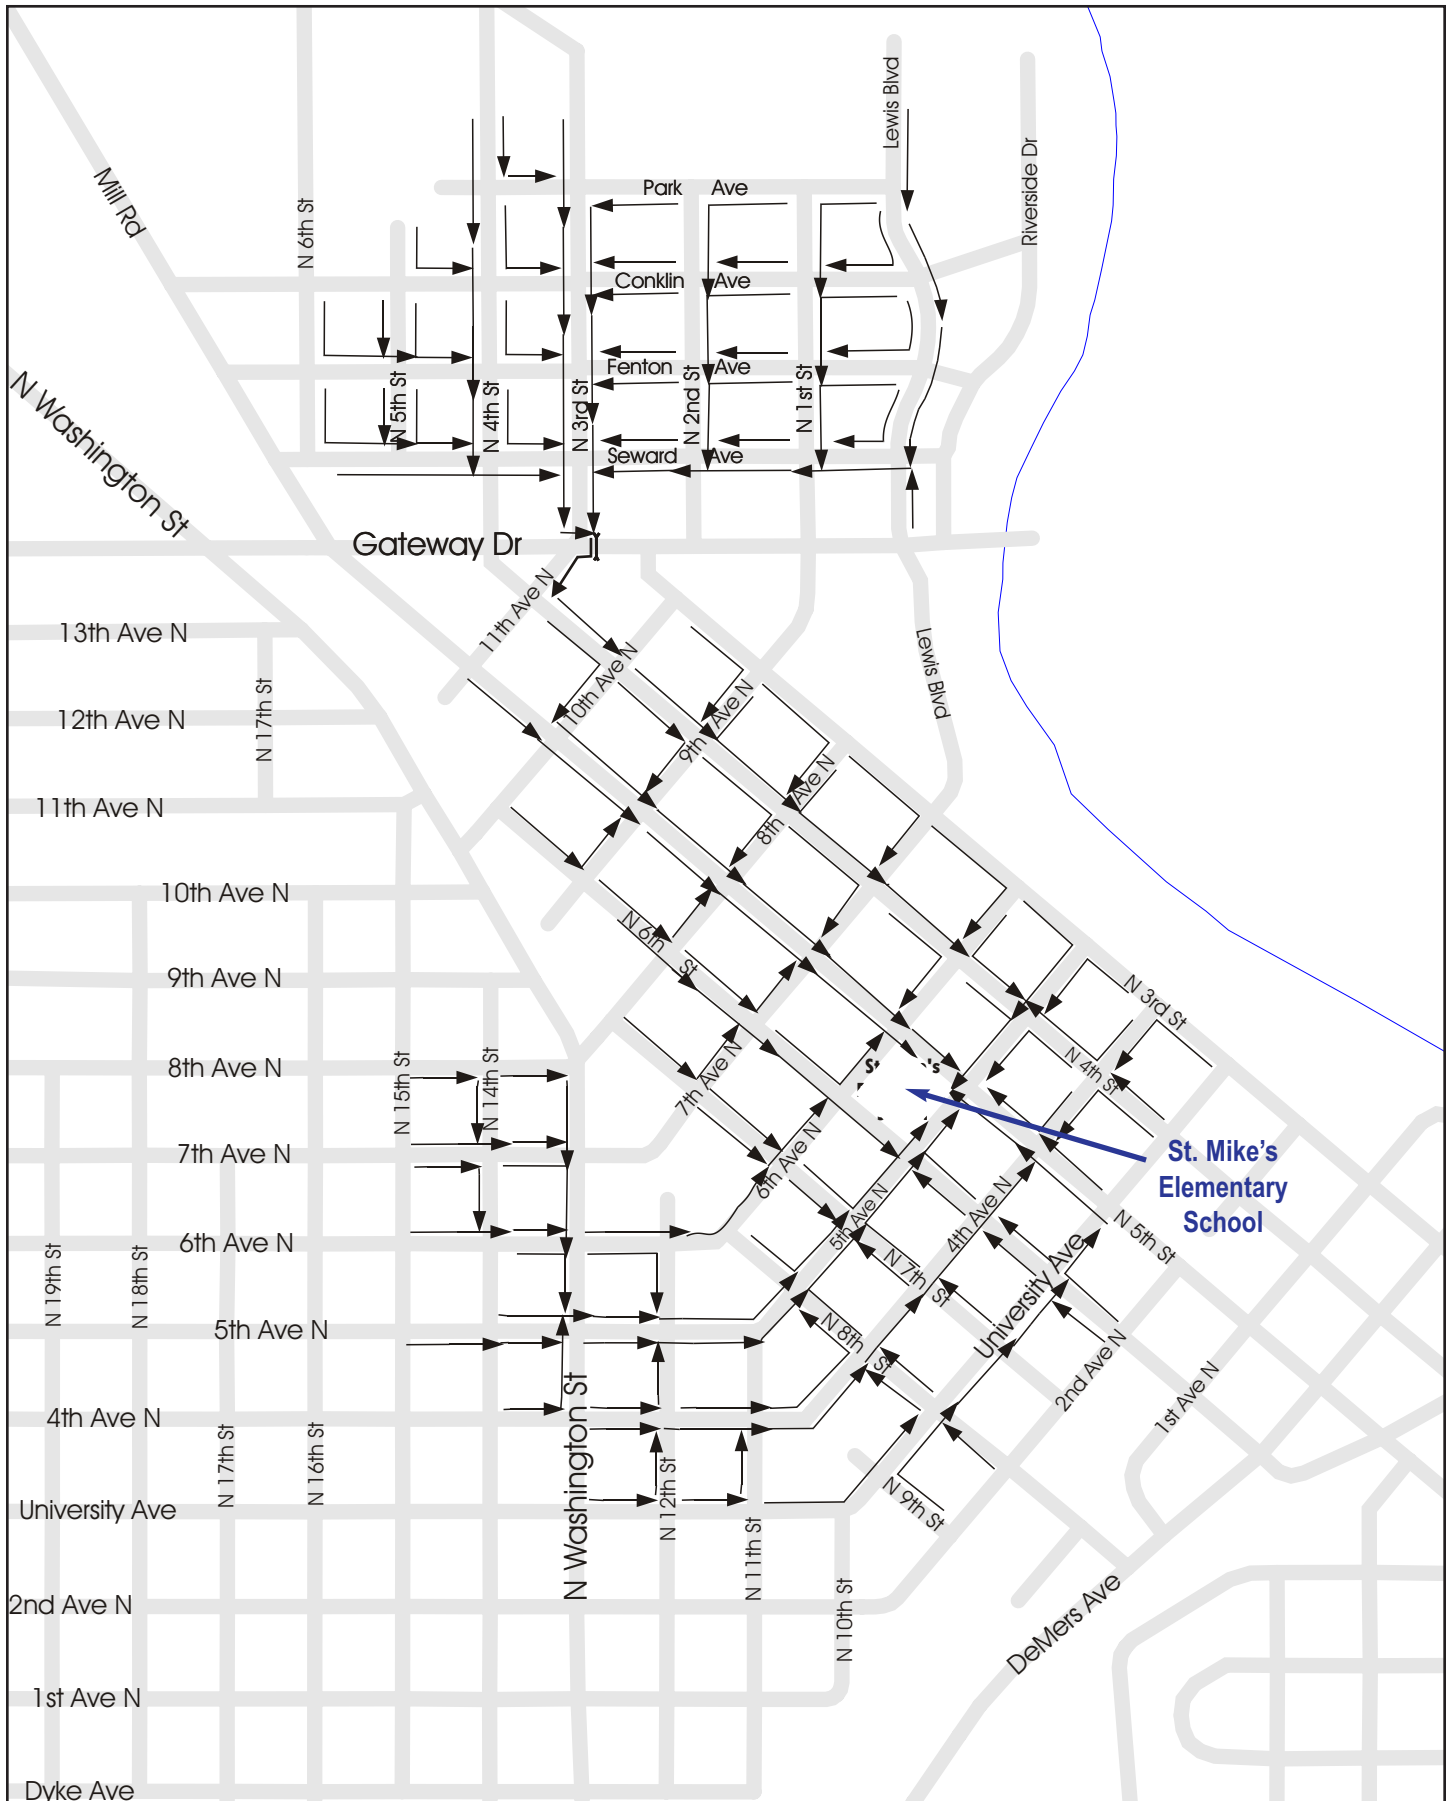 Lewis Blvd
Riverside Dr
Mill Rd
N 6th St
Park Ave
Conklin Ave
Fenton Ave
N 5th St
N 4th St
N 3rd St
N 2nd St
N 1st St
Seward Ave
N Washington St
Gateway Dr
11th Ave N
13th Ave N
10th Ave N
Lewis Blvd
12th Ave N
N 17th St
9th Ave N
11th Ave N
8th Ave N
10th Ave N
N 6th St
9th Ave N
N 3rd St
8th Ave N
N 15th St
N 14th St
7th Ave N
N 4th St
7th Ave N
6th Ave N
St. Mike's
Elementary
School
6th Ave N
5th Ave N
4th Ave N
N 5th St
N 19th St
N 18th St
N 7th St
University Ave
5th Ave N
N 8th St
2nd Ave N
1st Ave N
4th Ave N
N 17th St
N 16th St
N Washington St
N 12th St
N 9th St
University Ave
N 11th St
N 10th St
2nd Ave N
DeMers Ave
1st Ave N
Dyke Ave